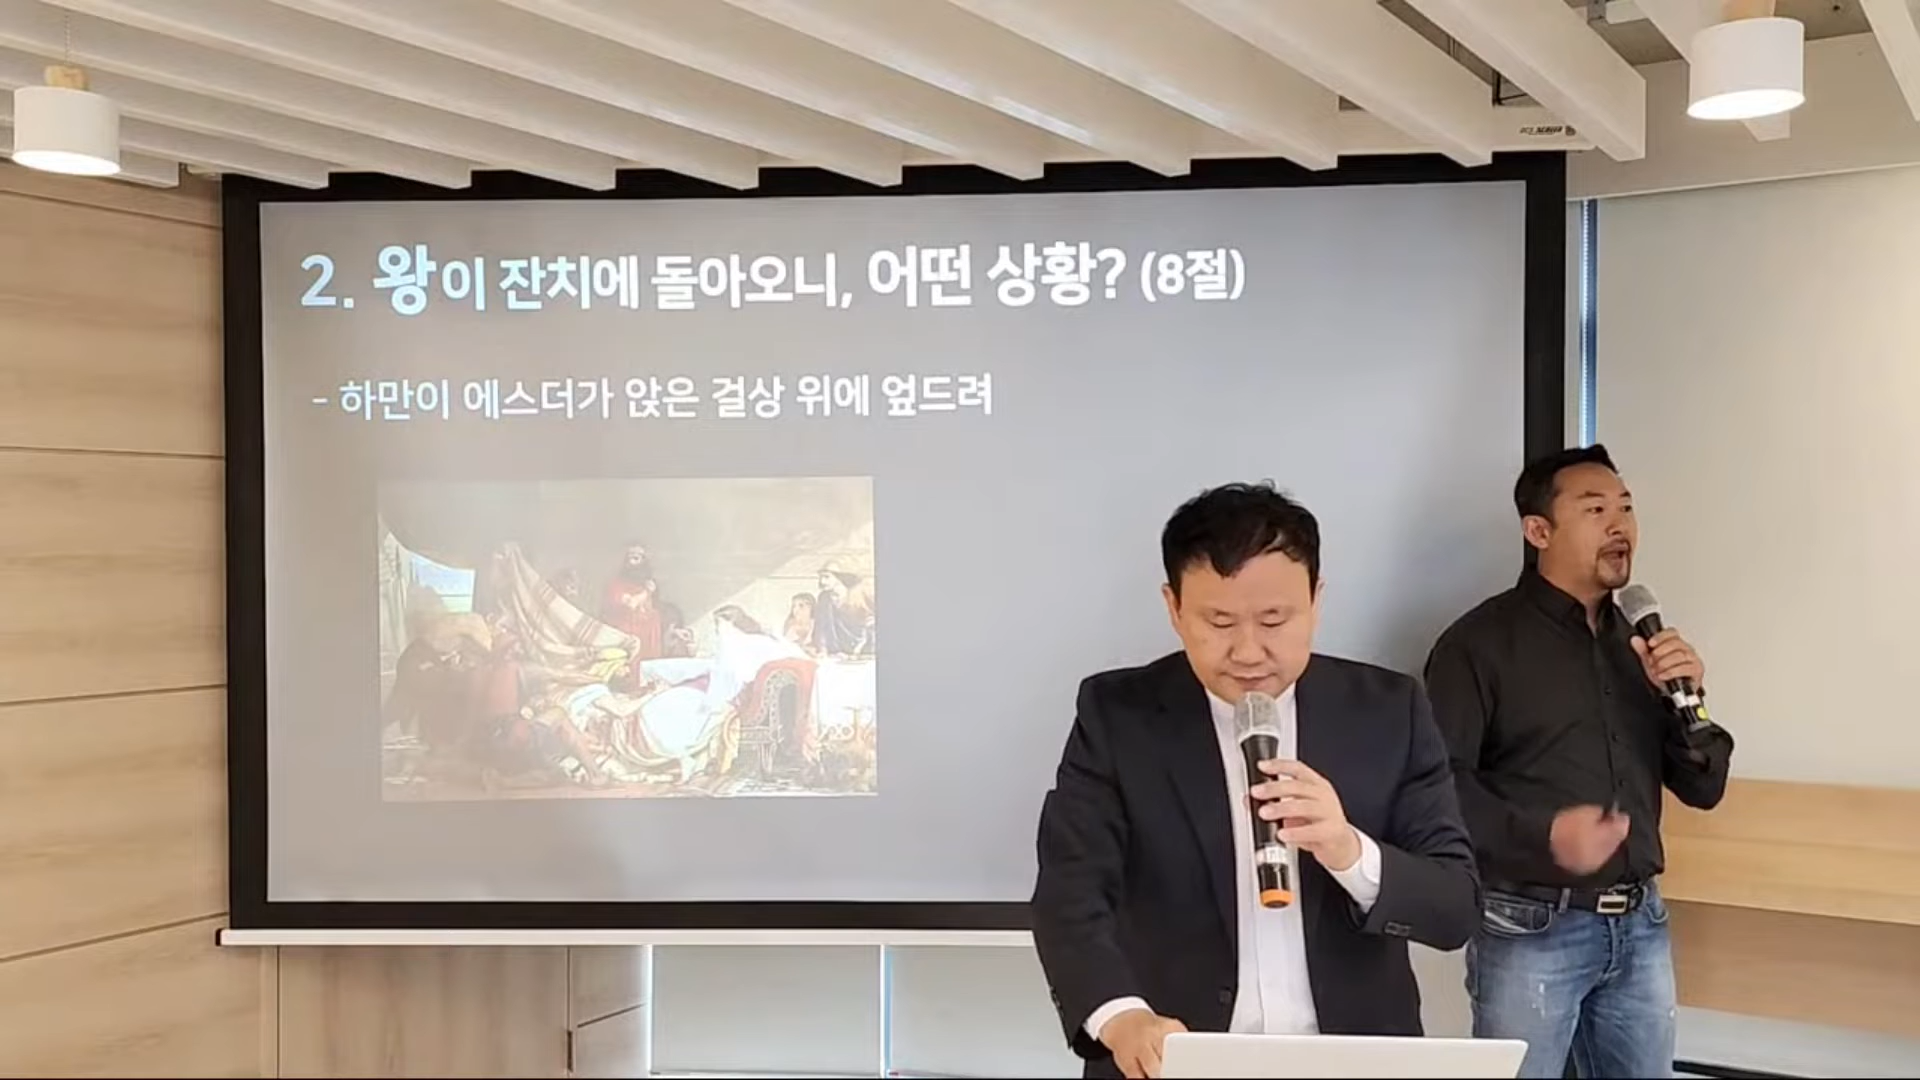 2. 왕이 잔치에 돌아오니, 어떤 상황? (8절)
- 하만이 에스더가 앉은 걸상 위에 엎드려